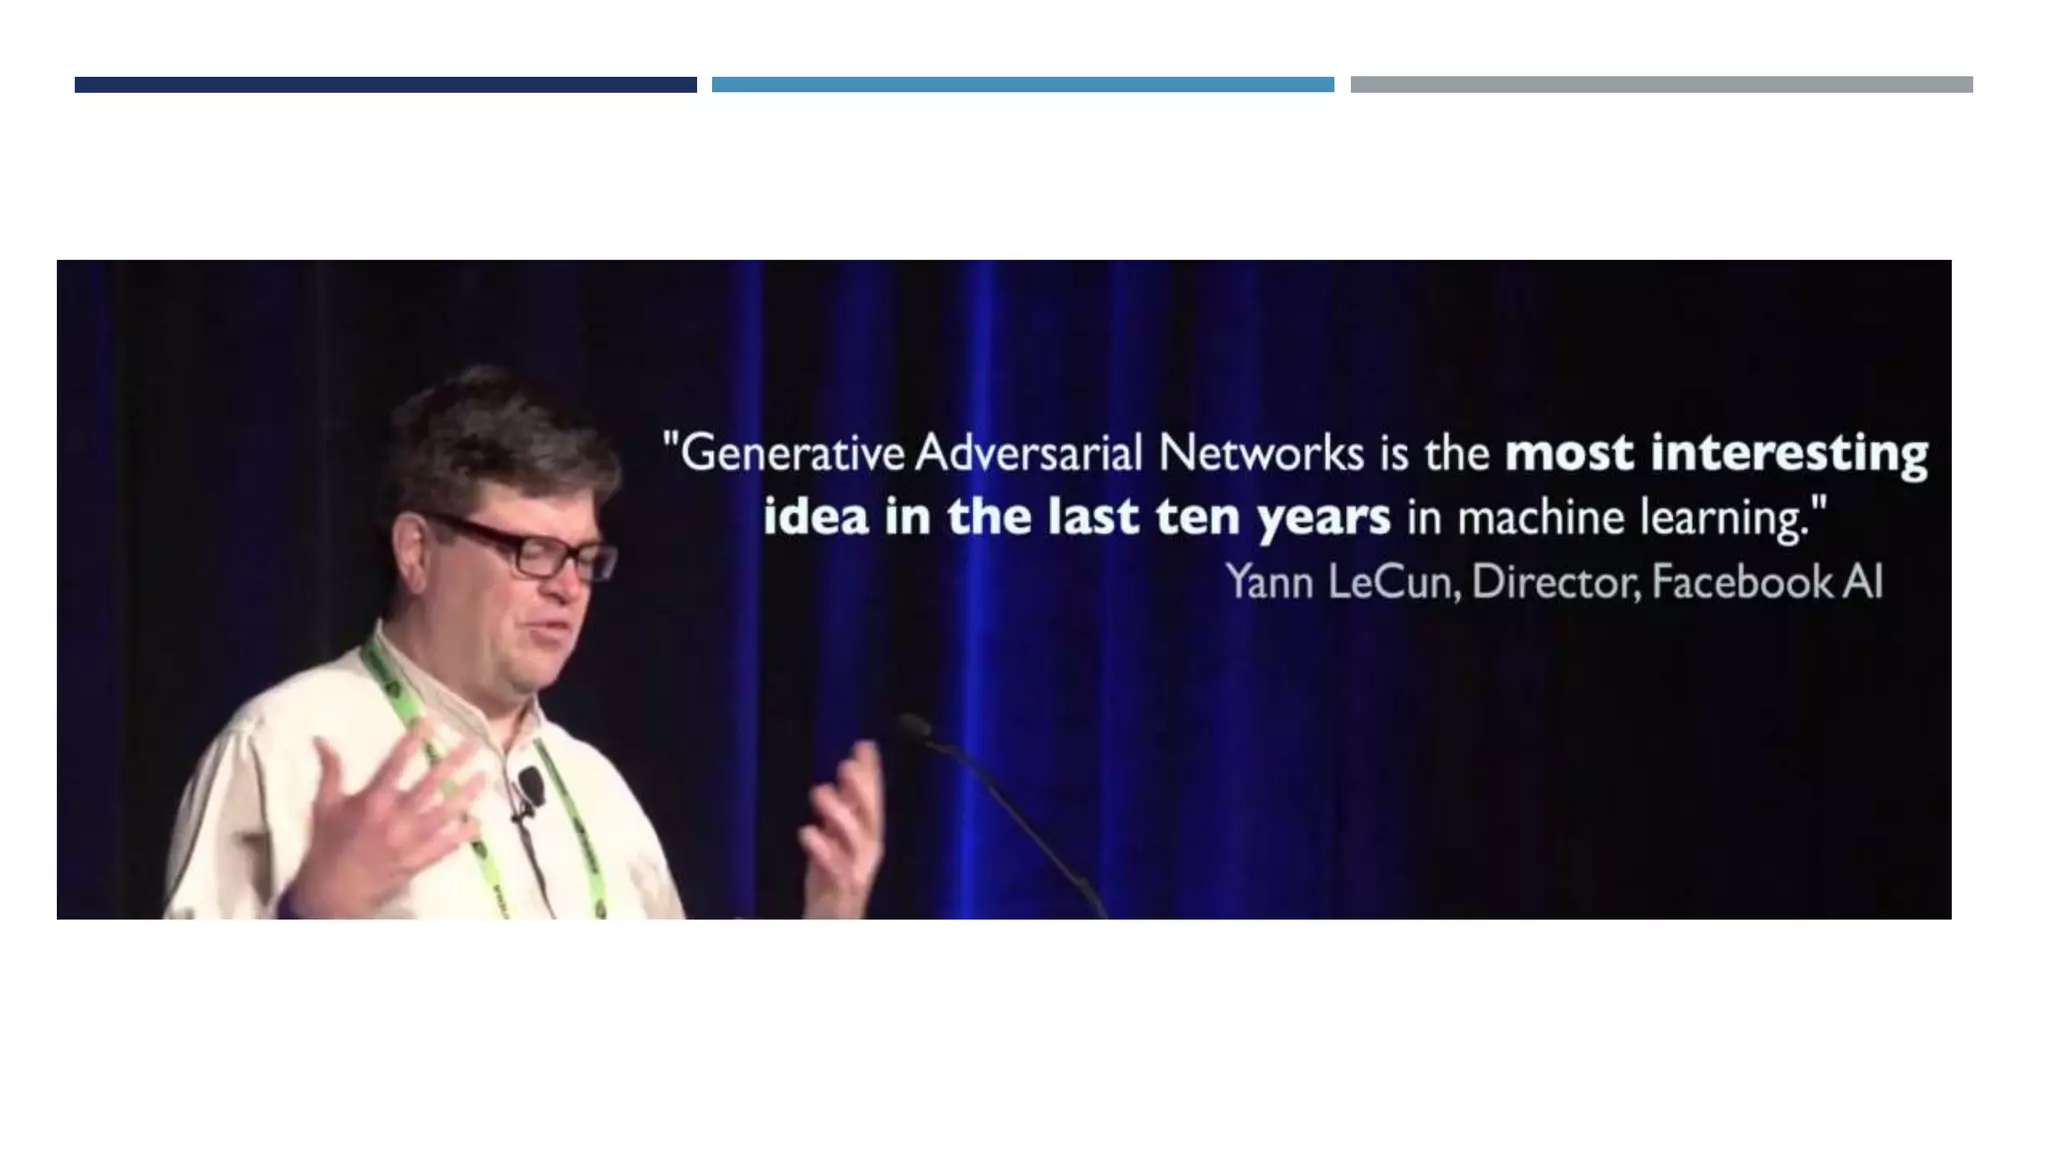 "Generative Adversarial Networks is the most interesting
idea in the last ten years in machine learning."
Yann LeCun, Director, Facebook AI